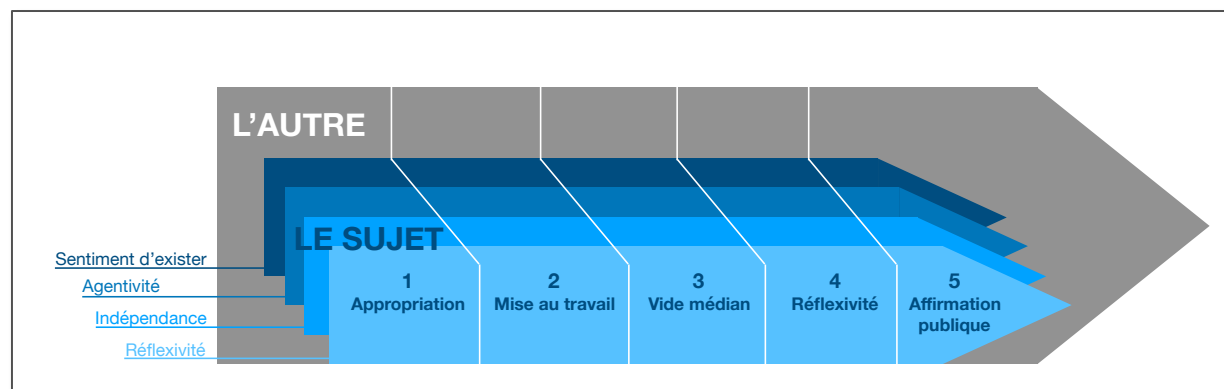 L'AUTRE
LE SUJET
Sentiment d'exister
Agentivité
Indépendance
Réflexivité
1
Appropriation
2
Mise au travail
3
Vide médian
4
Réflexivité
5
Affirmation
publique